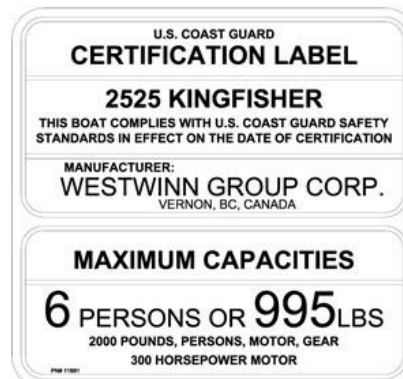 U.S. COAST GUARD
CERTIFICATION LABEL
2525 KINGFISHER
THIS BOAT COMPLIES WITH U.S. COAST GUARD SAFETY
STANDARDS IN EFFECT ON THE DATE OF CERTIFICATION
MANUFACTURER:
WESTWINN GROUP CORP.
VERNON, BC, CANADA
MAXIMUM CAPACITIES
6 PERSONS OR 995LBS
2000 POUNDS, PERSONS, MOTOR, GEAR
300 HORSEPOWER MOTOR